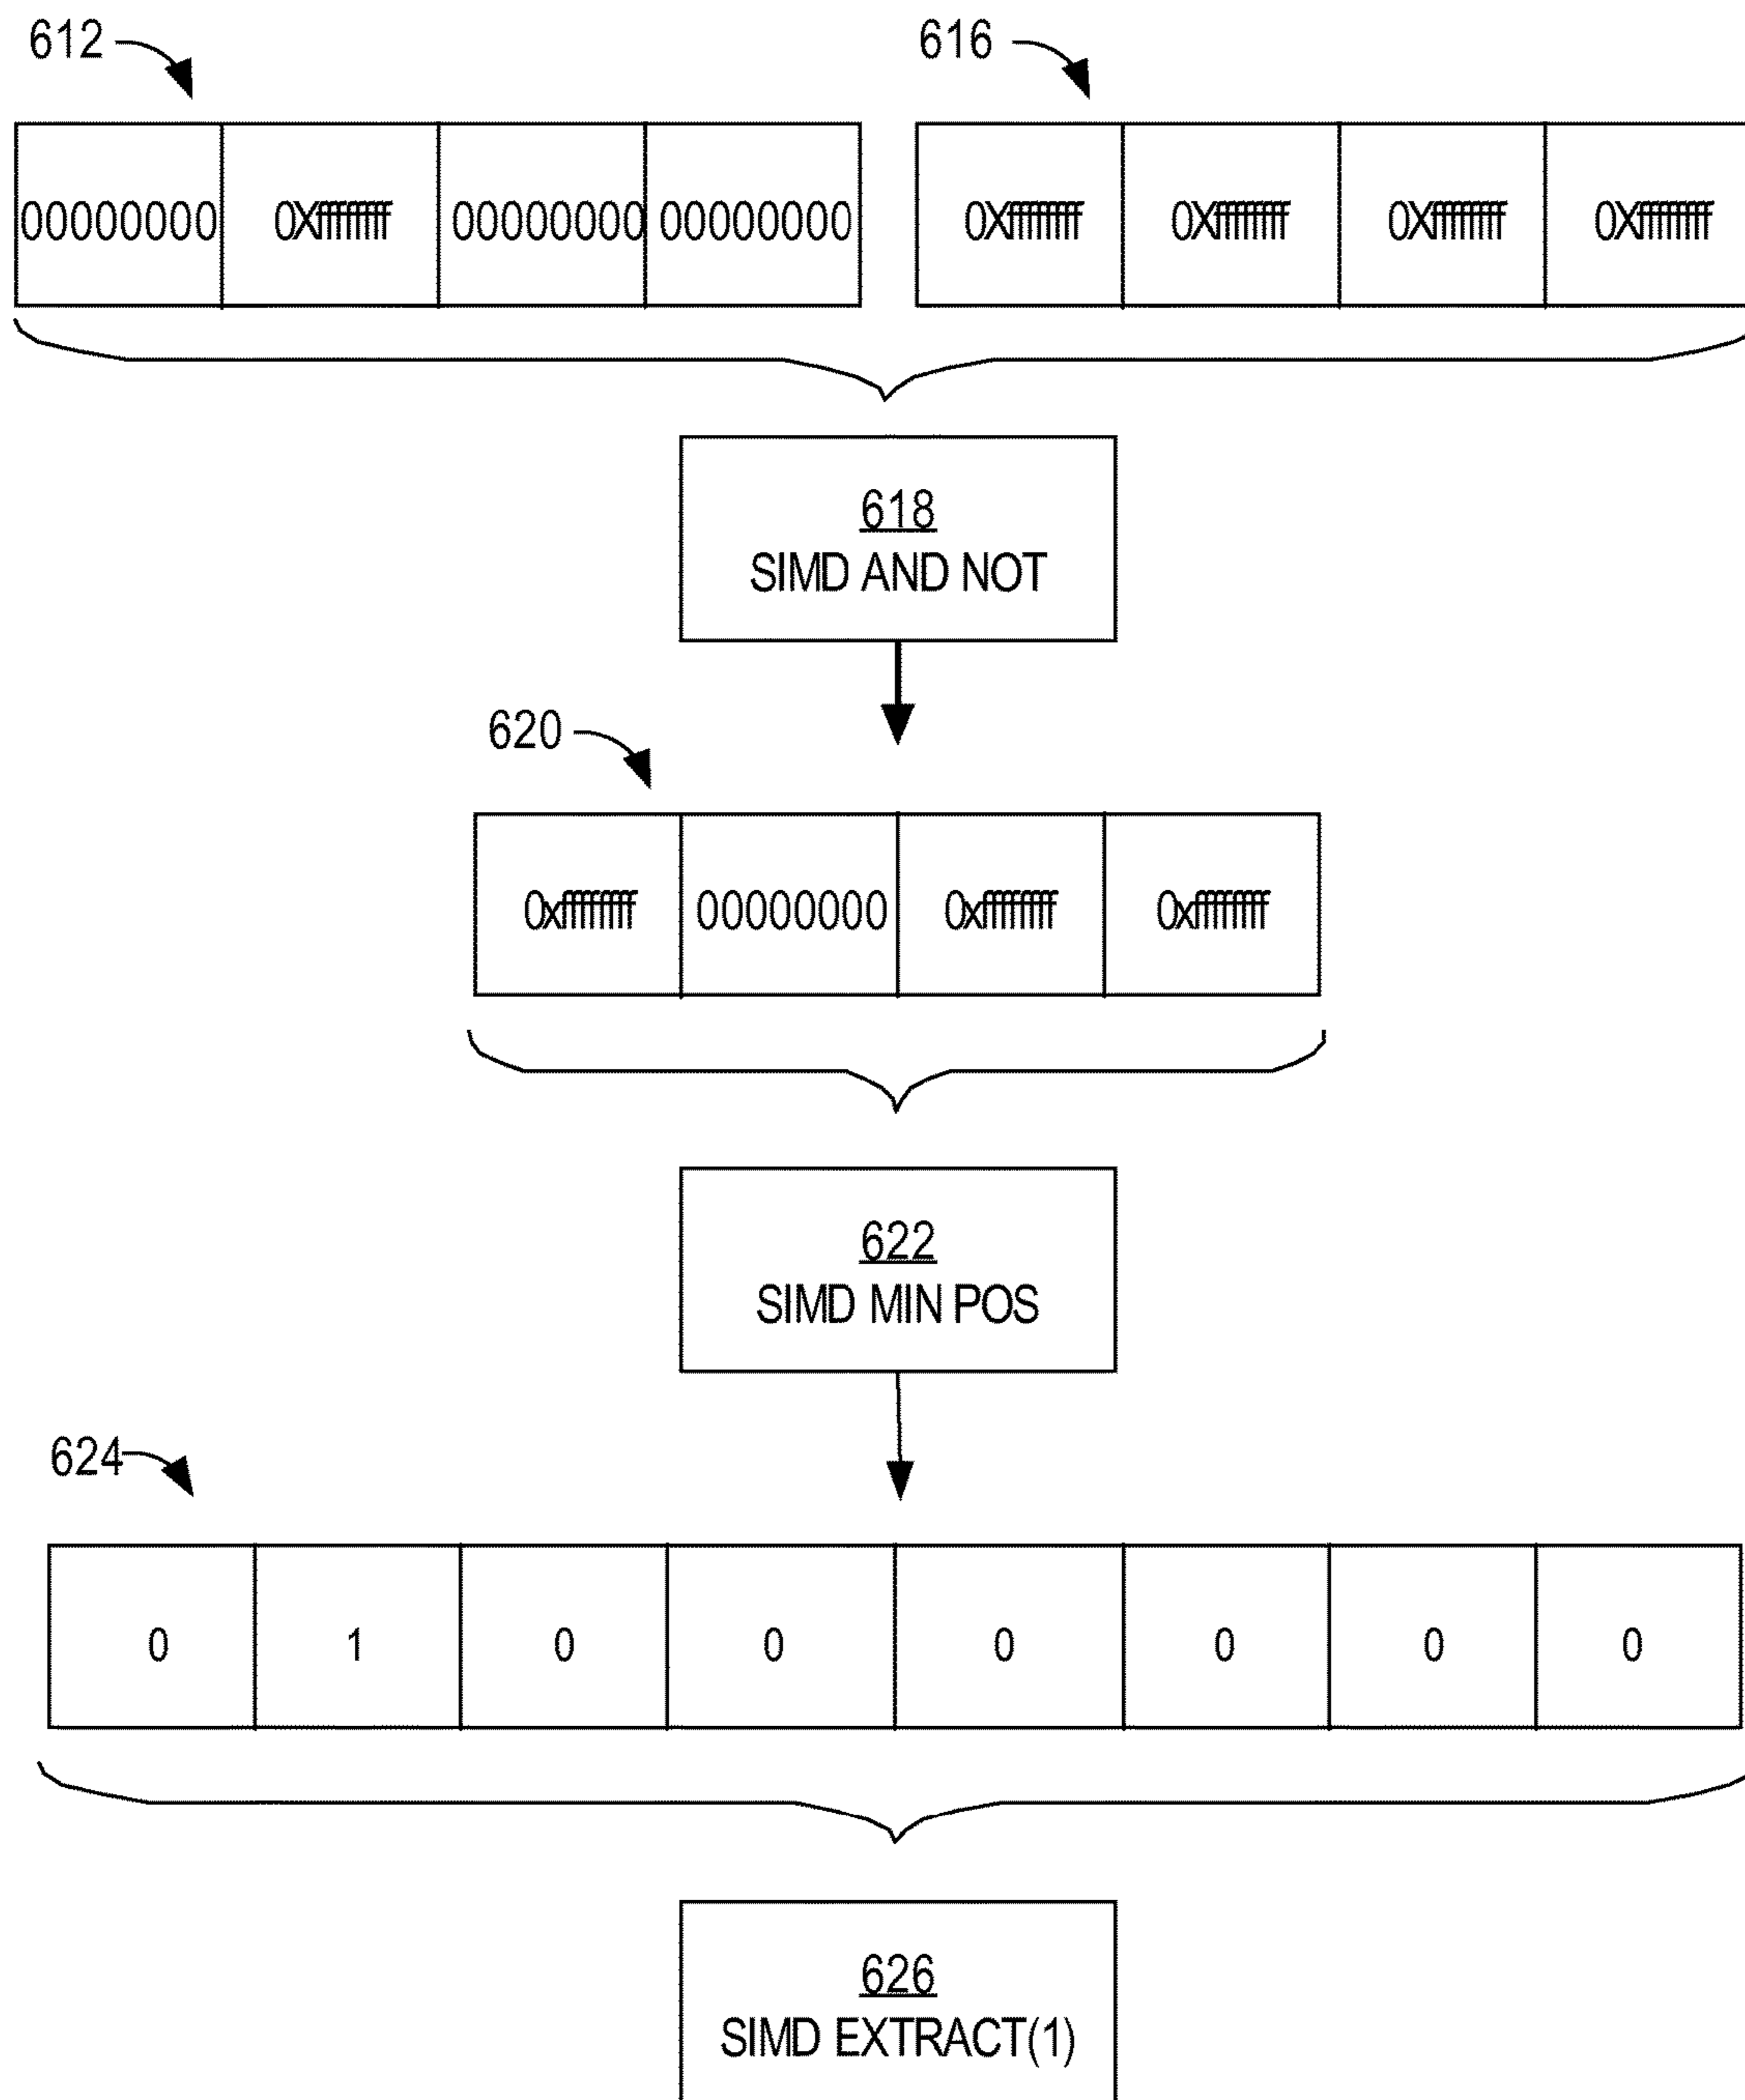 612 616
00000000 0Xffffffff 00000000 00000000 0Xffffffff 0Xffffffff 0Xffffffff 0Xffffffff
618
SIMD AND NOT
620
0xffffffff 00000000 0xffffffff 0xffffffff
622
SIMD MIN POS
624
0 1 0 0 0 0 0 0
626
SIMD EXTRACT(1)